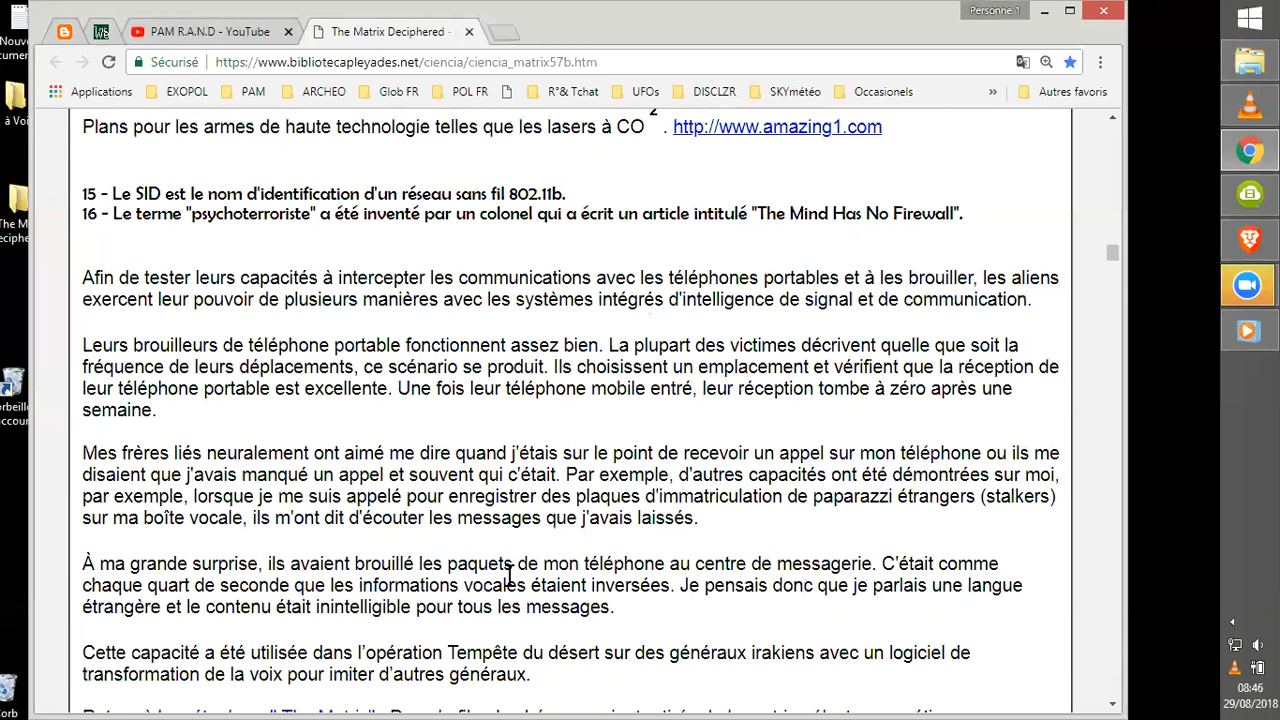 Personne 1
PAM R.A.N.D - YouTube
The Matrix Deciphered -
Sécurisé
https://www.bibliotecapleyades.net/ciencia/ciencia_matrix57b.htm
Applications
EXOPOL
PAM
ARCHEO
Glob FR
POL FR
R°& Tchat
UFOs
DISCLZR
SKYmétéo
Occasionels
»
Autres favoris
Nouv
cumen
à Voi
The M
Deciphe
orbeill
accour
Corb
Plans pour les armes de haute technologie telles que les lasers à CO 2 . http://www.amazing1.com
15 - Le SID est le nom d'identification d'un réseau sans fil 802.11b.
16 - Le terme "psychoterroriste" a été inventé par un colonel qui a écrit un article intitulé "The Mind Has No Firewall".
Afin de tester leurs capacités à intercepter les communications avec les téléphones portables et à les brouiller, les aliens
exercent leur pouvoir de plusieurs manières avec les systèmes intégrés d'intelligence de signal et de communication.
Leurs brouilleurs de téléphone portable fonctionnent assez bien. La plupart des victimes décrivent quelle que soit la
fréquence de leurs déplacements, ce scénario se produit. Ils choisissent un emplacement et vérifient que la réception de
leur téléphone portable est excellente. Une fois leur téléphone mobile entré, leur réception tombe à zéro après une
semaine.
Mes frères liés neuralement ont aimé me dire quand j'étais sur le point de recevoir un appel sur mon téléphone ou ils me
disaient que j'avais manqué un appel et souvent qui c'était. Par exemple, d'autres capacités ont été démontrées sur moi,
par exemple, lorsque je me suis appelé pour enregistrer des plaques d'immatriculation de paparazzi étrangers (stalkers)
sur ma boîte vocale, ils m'ont dit d'écouter les messages que j'avais laissés.
À ma grande surprise, ils avaient brouillé les paquets de mon téléphone au centre de messagerie. C'était comme
chaque quart de seconde que les informations vocales étaient inversées. Je pensais donc que je parlais une langue
étrangère et le contenu était inintelligible pour tous les messages.
Cette capacité a été utilisée dans l'opération Tempête du désert sur des généraux irakiens avec un logiciel de
transformation de la voix pour imiter d'autres généraux.
08:46
29/08/2018